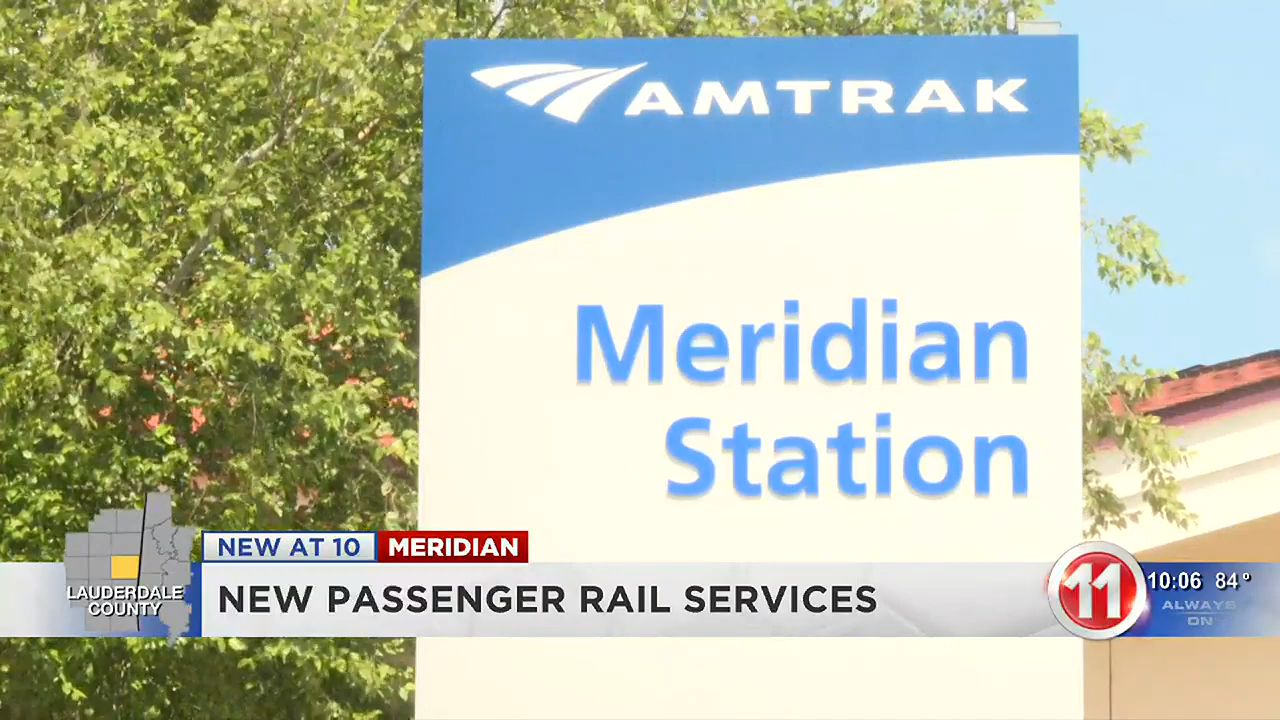 AMTRAK
Meridian
Station
NEW AT 10 MERIDIAN
LAUDERDALE
COUNTY
NEW PASSENGER RAIL SERVICES
11
10:06 84°
ALWAYS
ON